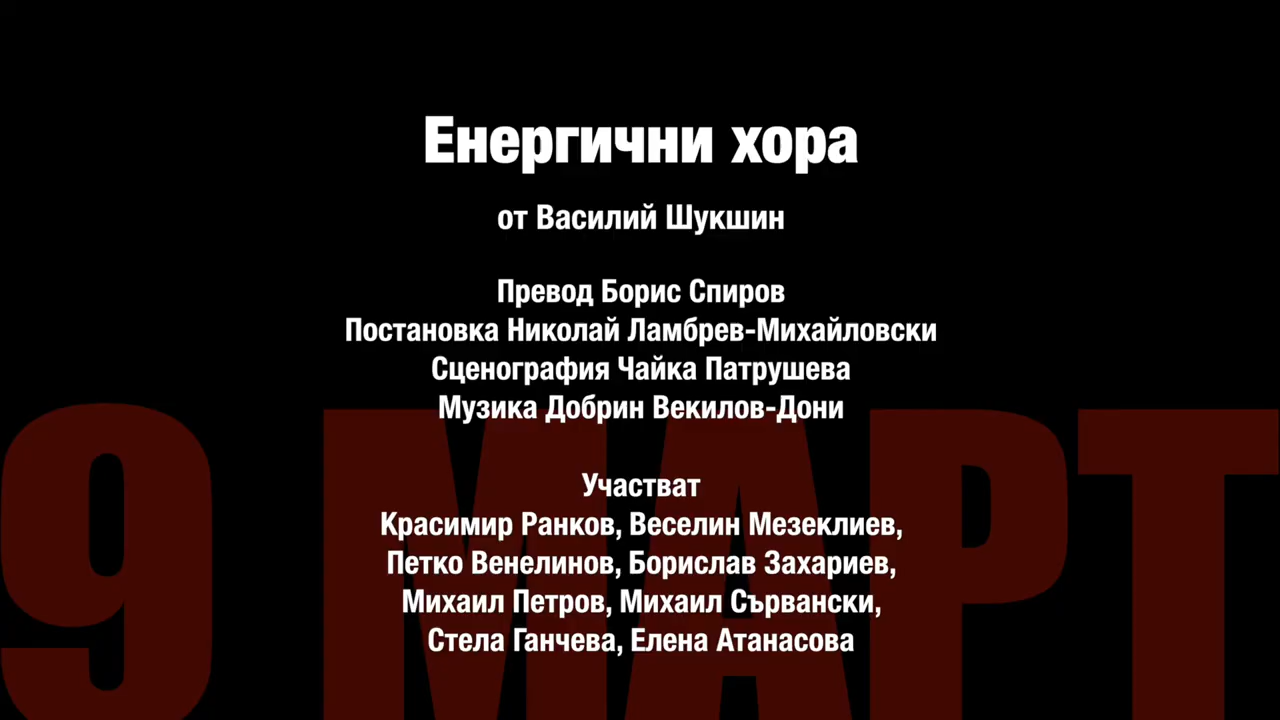 Енергични хора
от Василий Шукшин
Превод Борис Спиров
Постановка Николай Ламбрев-Михайловски
Сценография Чайка Патрушева
Музика Добрин Векилов-Дони
Участват
Красимир Ранков, Веселин Мезеклиев,
Петко Венелинов, Борислав Захариев,
Михаил Петров, Михаил Сървански,
Стела Ганчева, Елена Атанасова
9 МАРТ